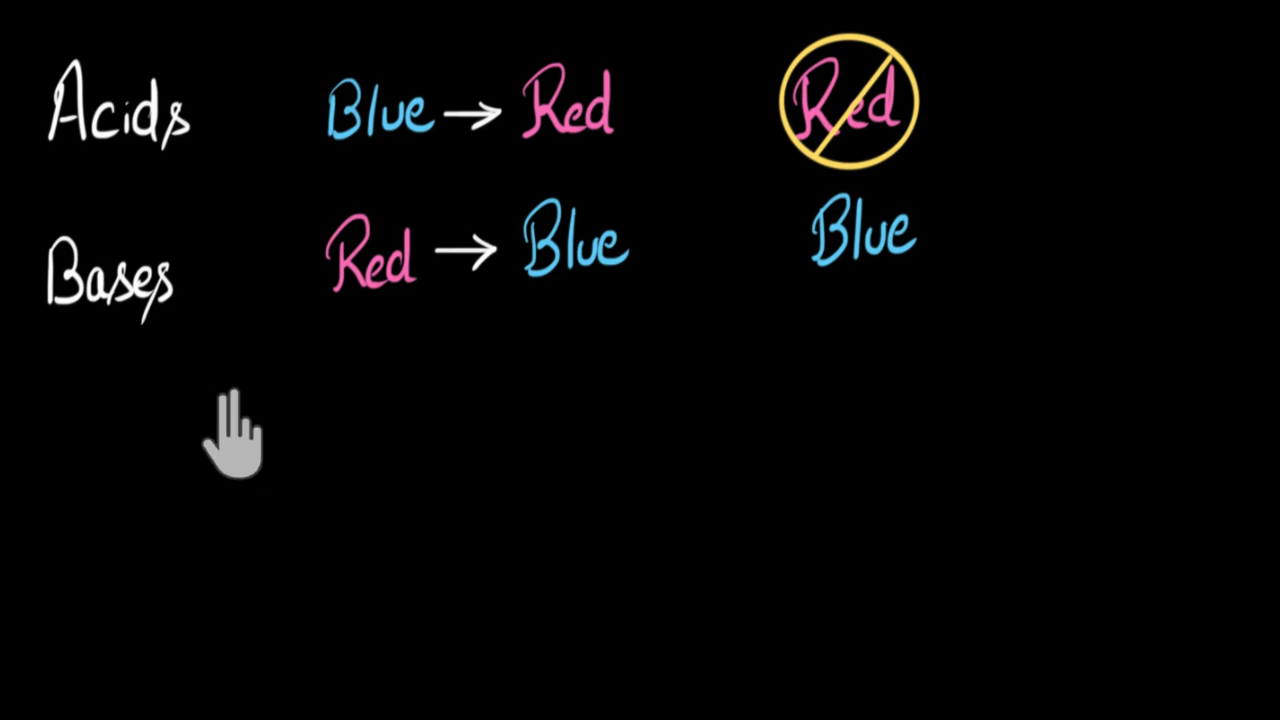 Acids Blue → Red Red
Bases Red → Blue Blue